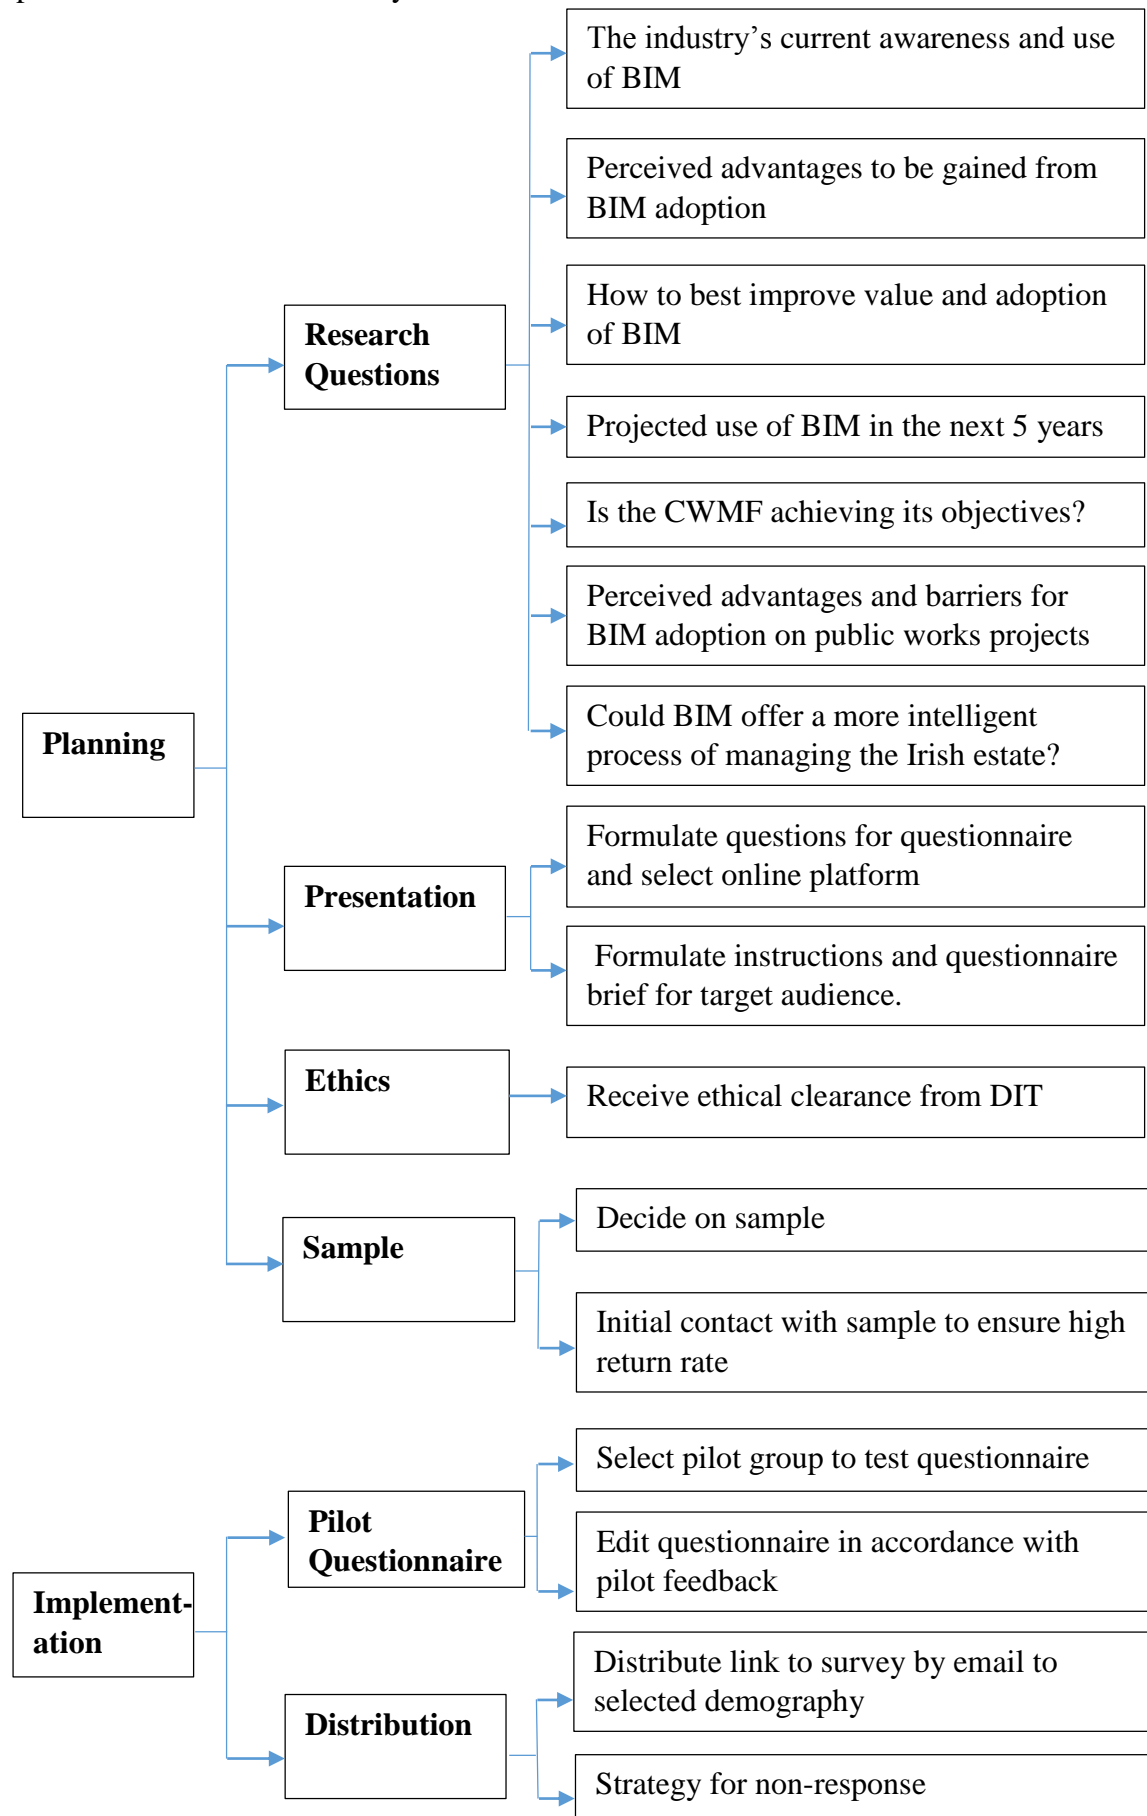 The industry's current awareness and use
of BIM
Perceived advantages to be gained from
BIM adoption
How to best improve value and adoption
of BIM
Research
Questions
Projected use of BIM in the next 5 years
Is the CWMF achieving its objectives?
Perceived advantages and barriers for
BIM adoption on public works projects
Could BIM offer a more intelligent
process of managing the Irish estate?
Planning
Formulate questions for questionnaire
and select online platform
Presentation
Formulate instructions and questionnaire
brief for target audience.
Ethics
Receive ethical clearance from DIT
Sample
Decide on sample
Initial contact with sample to ensure high
return rate
Select pilot group to test questionnaire
Pilot
Questionnaire
Edit questionnaire in accordance with
pilot feedback
Implement-
ation
Distribute link to survey by email to
selected demography
Distribution
Strategy for non-response